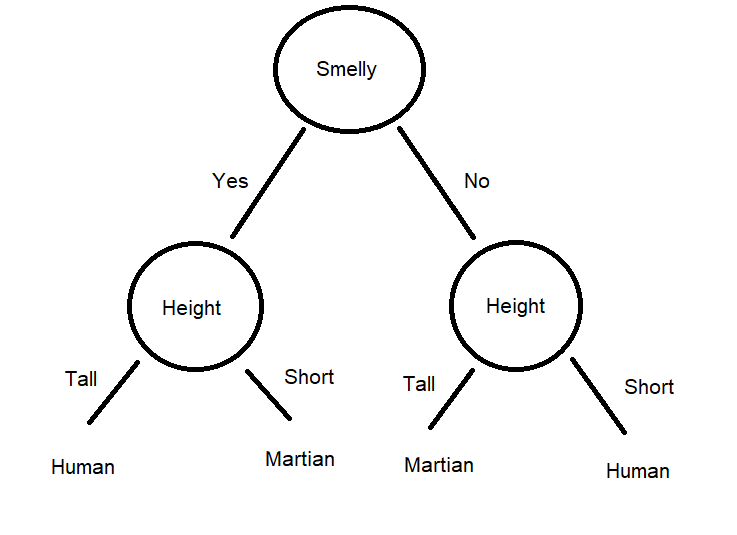 Smelly
Yes
No
Height
Height
Tall
Short
Tall
Short
Human
Martian
Martian
Human